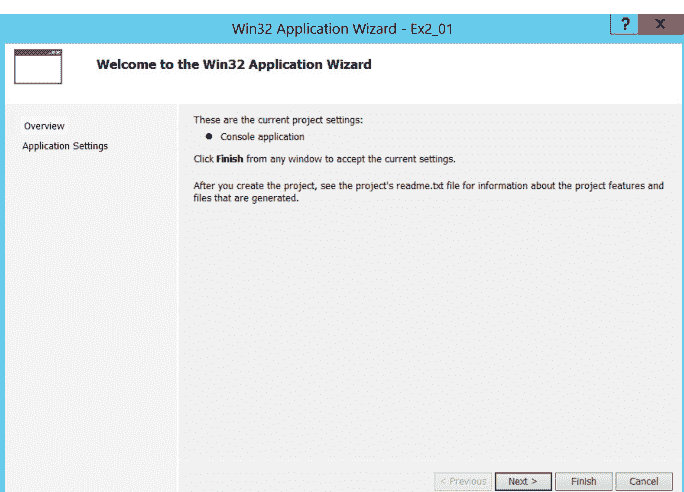 Win32 Application Wizard - Ex2_01
? x
Welcome to the Win32 Application Wizard
Overview
Application Settings
These are the current project settings:
● Console application
Click Finish from any window to accept the current settings.
After you create the project, see the project's readme.txt file for information about the project features and
files that are generated.
< Previous Next > Finish Cancel